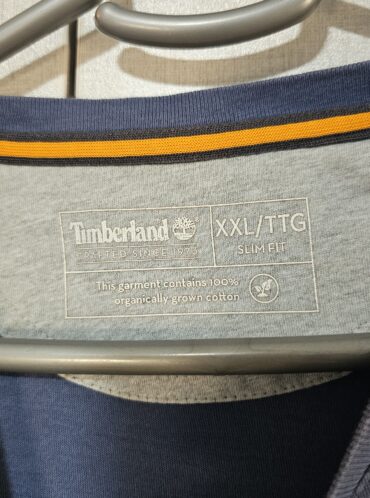 Timberland
CRAFTED SINCE 1973
XXL/TTG
SLIM FIT
This garment contains 100%
organically grown cotton